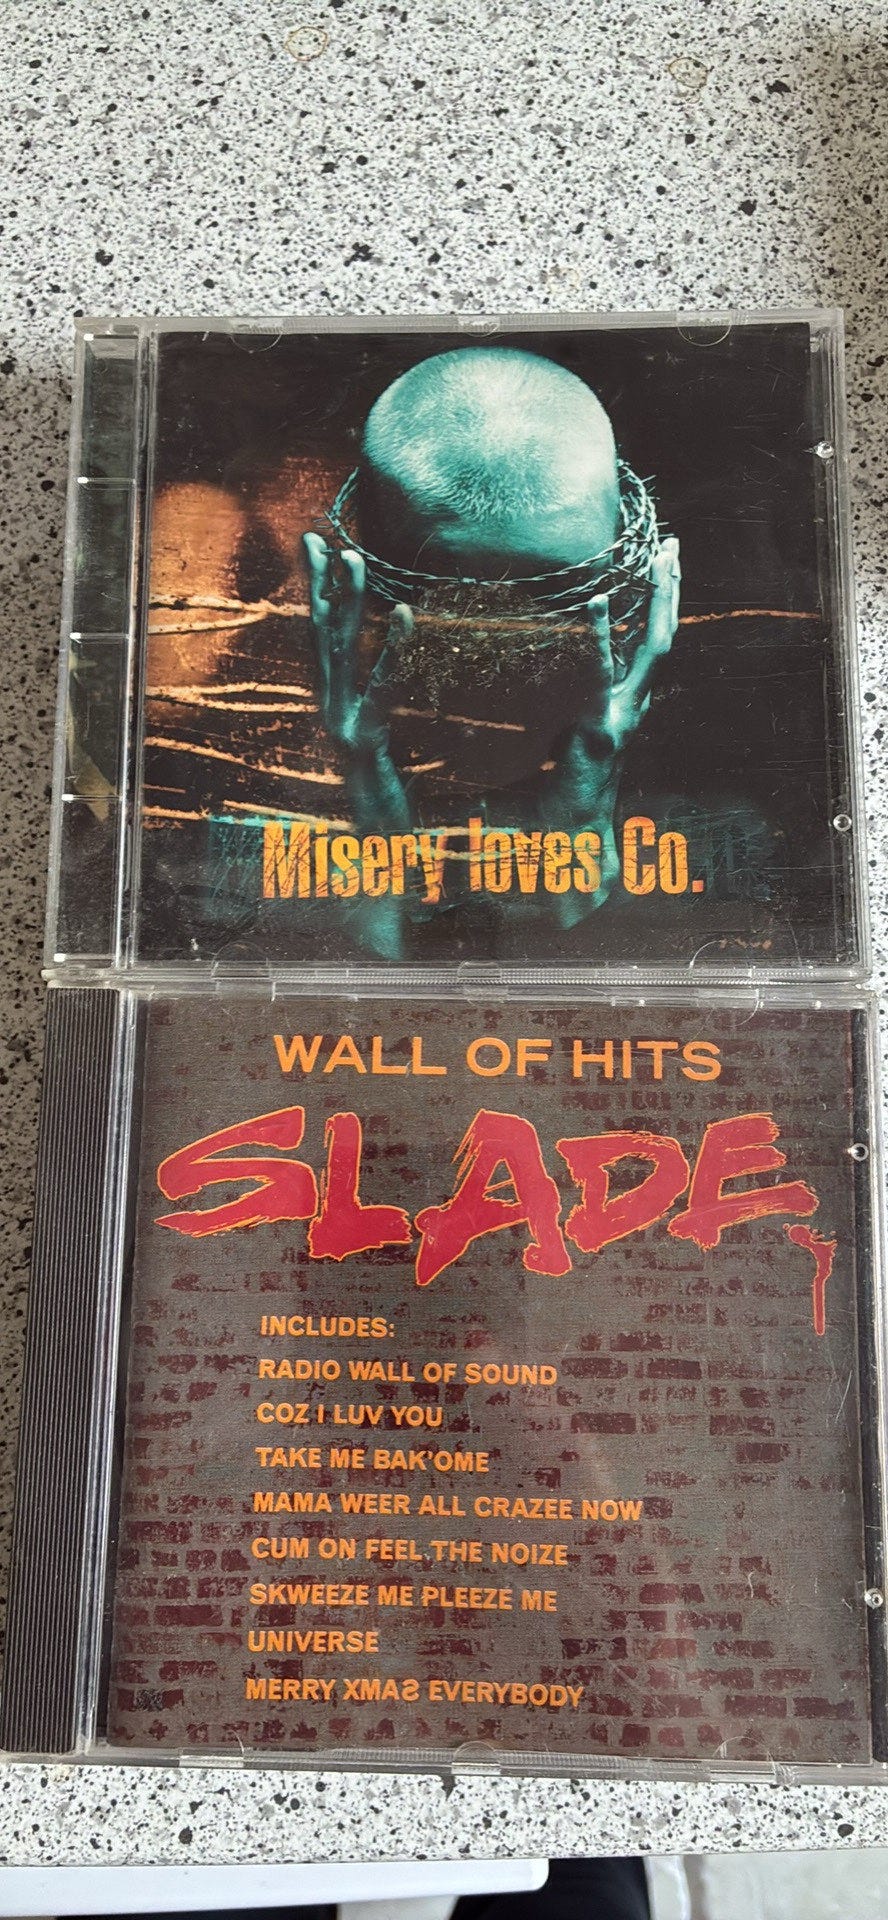 Misery loves Co.
WALL OF HITS
SLADE
INCLUDES:
RADIO WALL OF SOUND
COZ I LUV YOU
TAKE ME BAK'OME
MAMA WEER ALL CRAZEE NOW
CUM ON FEEL THE NOIZE
SKWEEZE ME PLEEZE ME
UNIVERSE
MERRY XMAS EVERYBODY